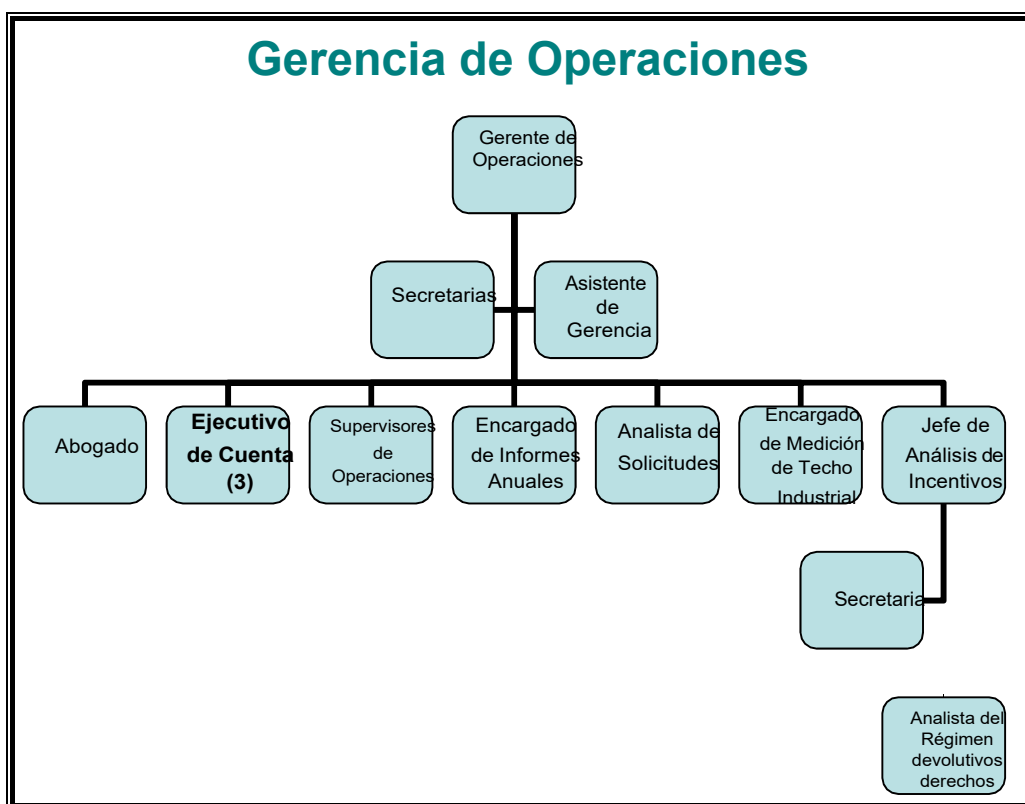 Gerencia de Operaciones
Gerente de
Operaciones
Secretarias
Asistente
de
Gerencia
Abogado
Ejecutivo
de Cuenta
(3)
Supervisores
de
Operaciones
Encargado
de Informes
Anuales
Analista de
Solicitudes
Encargado
de Medición
de Techo
Industrial
Jefe de
Análisis de
Incentivos
Secretaria
Analista del
Régimen
devolutivos
derechos